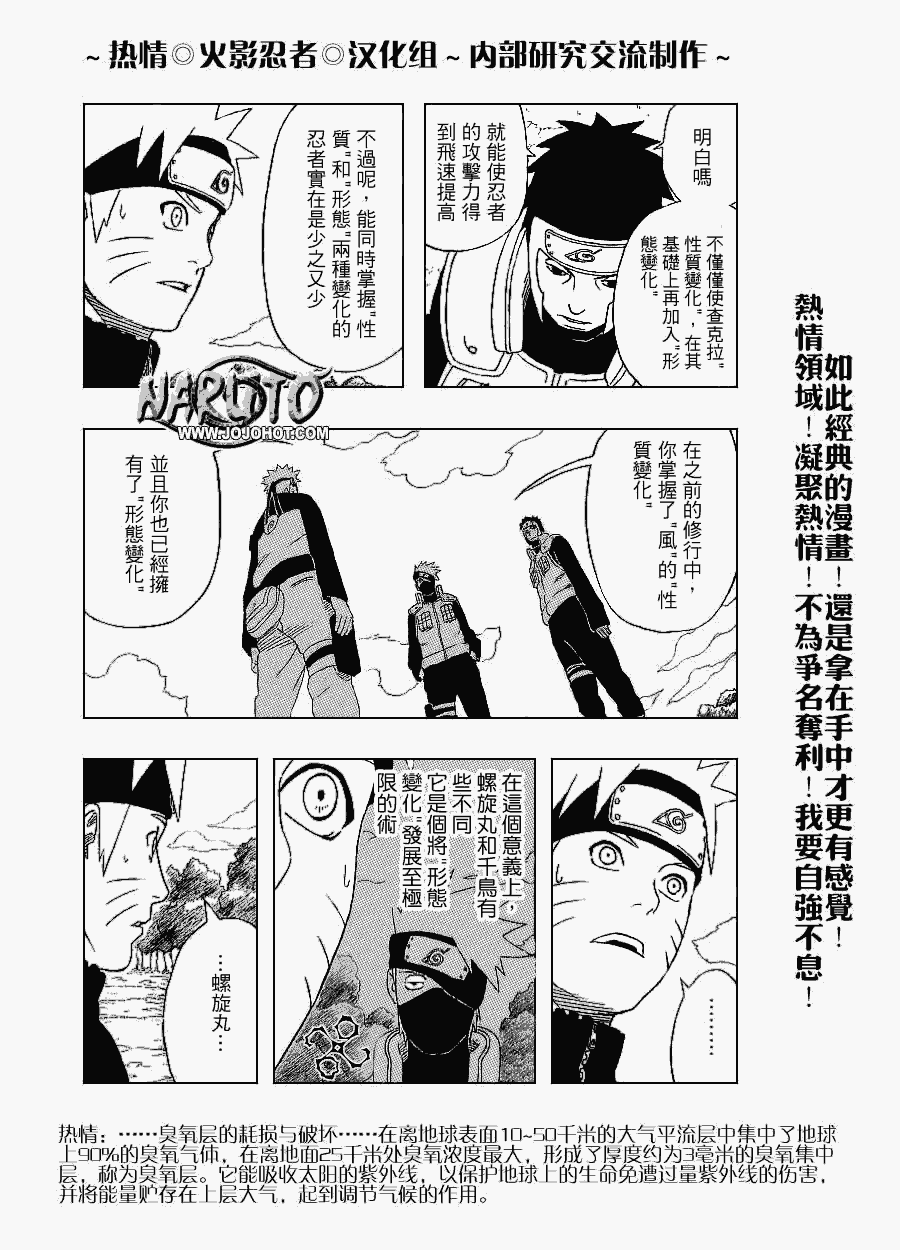 ~热情◎火影忍者◎汉化组~内部研究交流制作~
明白嗎
不僅僅使查克拉"
性質變化"，在其
基礎上再加入"形
態變化"
就能使忍者
的攻擊力得
到飛速提高
不過呢，能同時掌握"性
質"和"形態"兩種變化的
忍者實在是少之又少
NARUTO
WWW.JOJOHOT.COM
在之前的修行中，
你掌握了"風"的"性
質變化"
並且你也已經擁
有了"形態變化"
………
在這個意義上，
螺旋丸和千鳥有
些不同
它是個將"形態
變化"發展至極
限的術
…螺旋丸…
如此經典的漫畫！還是拿在手中才更有感覺！
熱情領域！凝聚熱情！不為爭名奪利！我要自強不息！
热情：……臭氧层的耗损与破坏……在离地球表面10~50千米的大气平流层中集中了地球
上90%的臭氧气体，在离地面25千米处臭氧浓度最大，形成了厚度约为3毫米的臭氧集中
层，称为臭氧层。它能吸收太阳的紫外线，以保护地球上的生命免遭过量紫外线的伤害，
并将能量贮存在上层大气，起到调节气候的作用。